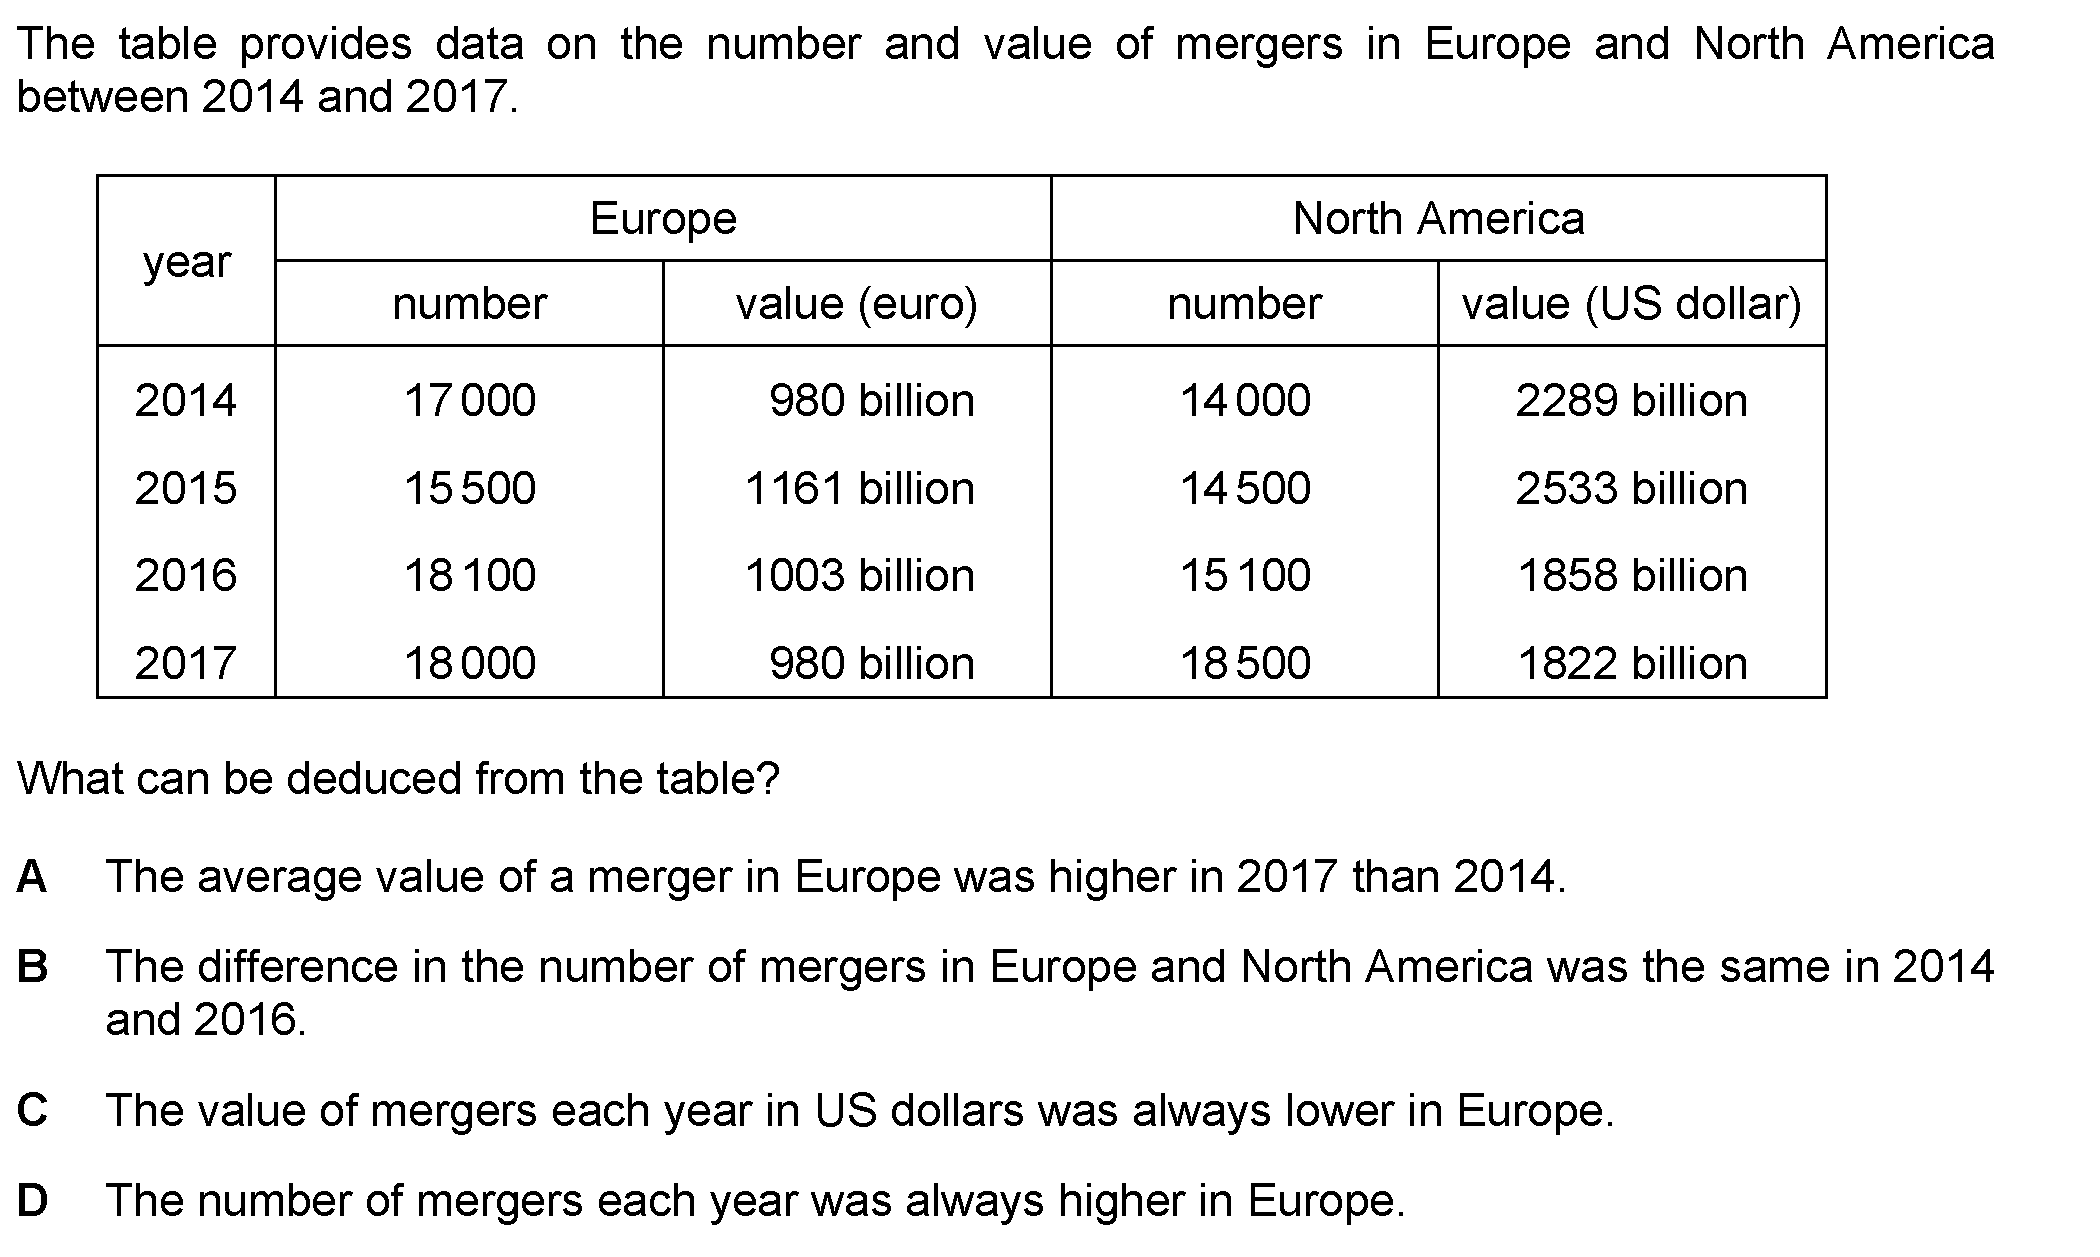 The table provides data on the number and value of mergers in Europe and North America
between 2014 and 2017.
year Europe North America
number value (euro) number value (US dollar)
2014 17 000 980 billion 14 000 2289 billion
2015 15 500 1161 billion 14 500 2533 billion
2016 18 100 1003 billion 15 100 1858 billion
2017 18 000 980 billion 18 500 1822 billion
What can be deduced from the table?
A The average value of a merger in Europe was higher in 2017 than 2014.
B The difference in the number of mergers in Europe and North America was the same in 2014
and 2016.
C The value of mergers each year in US dollars was always lower in Europe.
D The number of mergers each year was always higher in Europe.